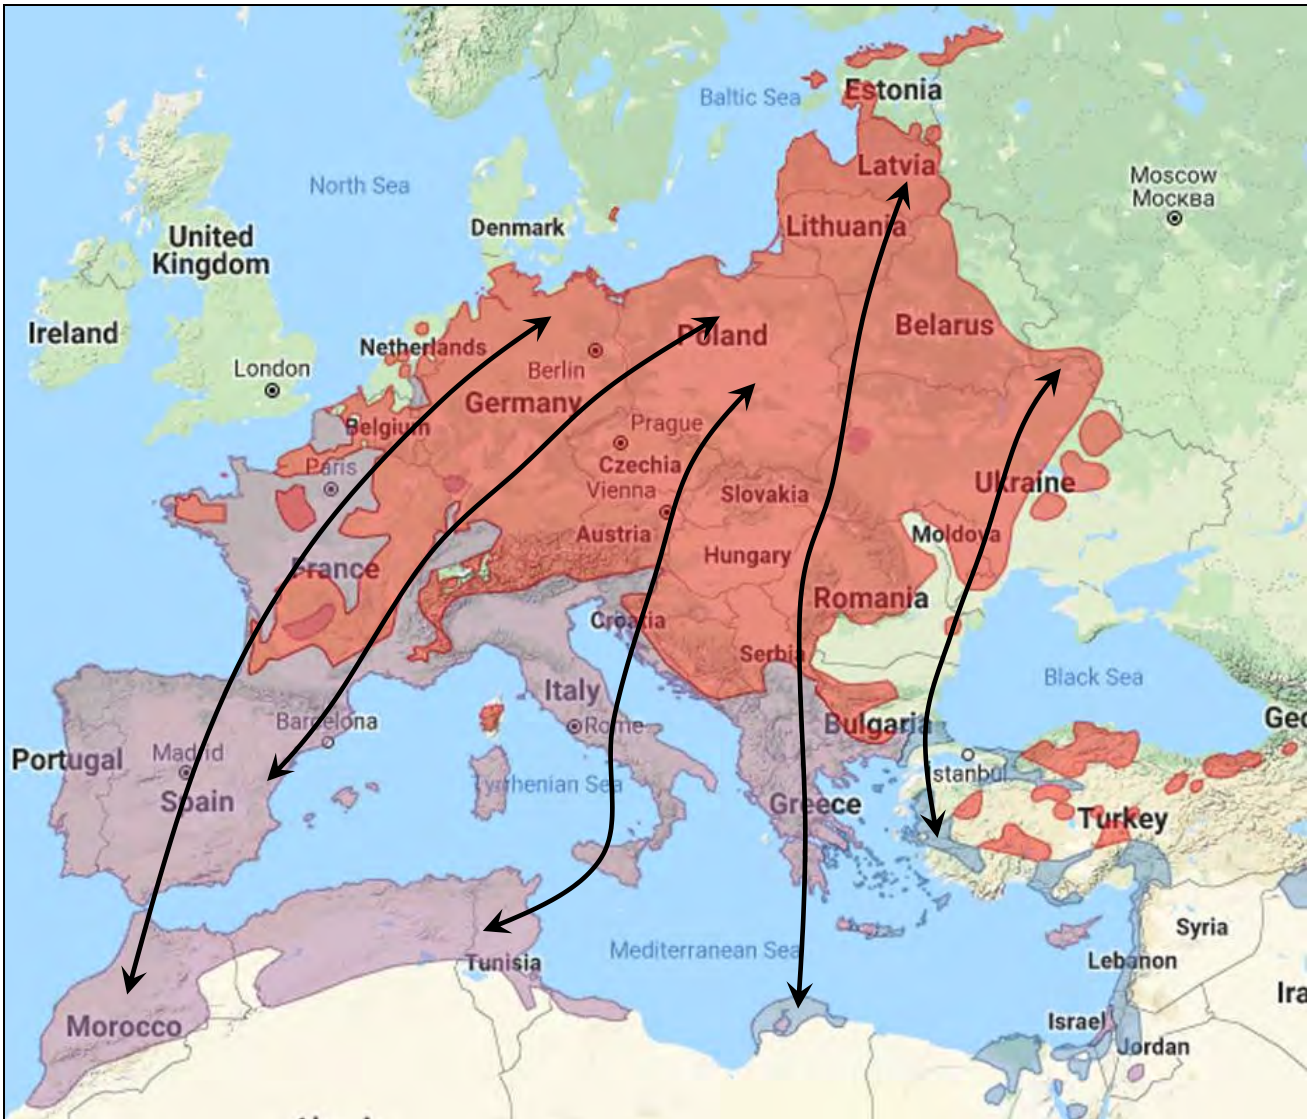 Estonia
Baltic Sea
Latvia
Moscow
Москва
North Sea
Denmark
Lithuania
United
Kingdom
Ireland
Belarus
Poland
Netherlands
London
Berlin
Germany
Belgium
Prague
Paris
Czechia
Vienna
Slovakia
Ukraine
Austria
Moldova
Hungary
France
Romania
Croatia
Serbia
Black Sea
Italy
Barcelona
Rome
Bulgaria
Geo
Portugal
Madrid
Istanbul
Tyrrhenian Sea
Spain
Greece
Turkey
Syria
Mediterranean Sea
Tunisia
Lebanon
Ira
Israel
Morocco
Jordan